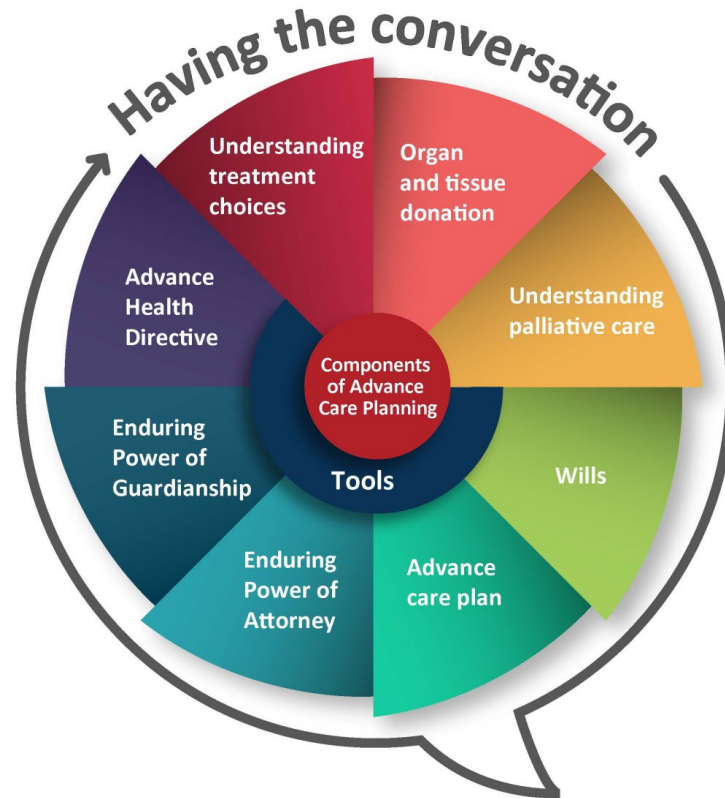 Having the conversation
Understanding
treatment
choices
Organ
and tissue
donation
Understanding
palliative care
Wills
Advance
care plan
Enduring
Power of
Attorney
Enduring
Power of
Guardianship
Advance
Health
Directive
Components
of Advance
Care Planning
Tools